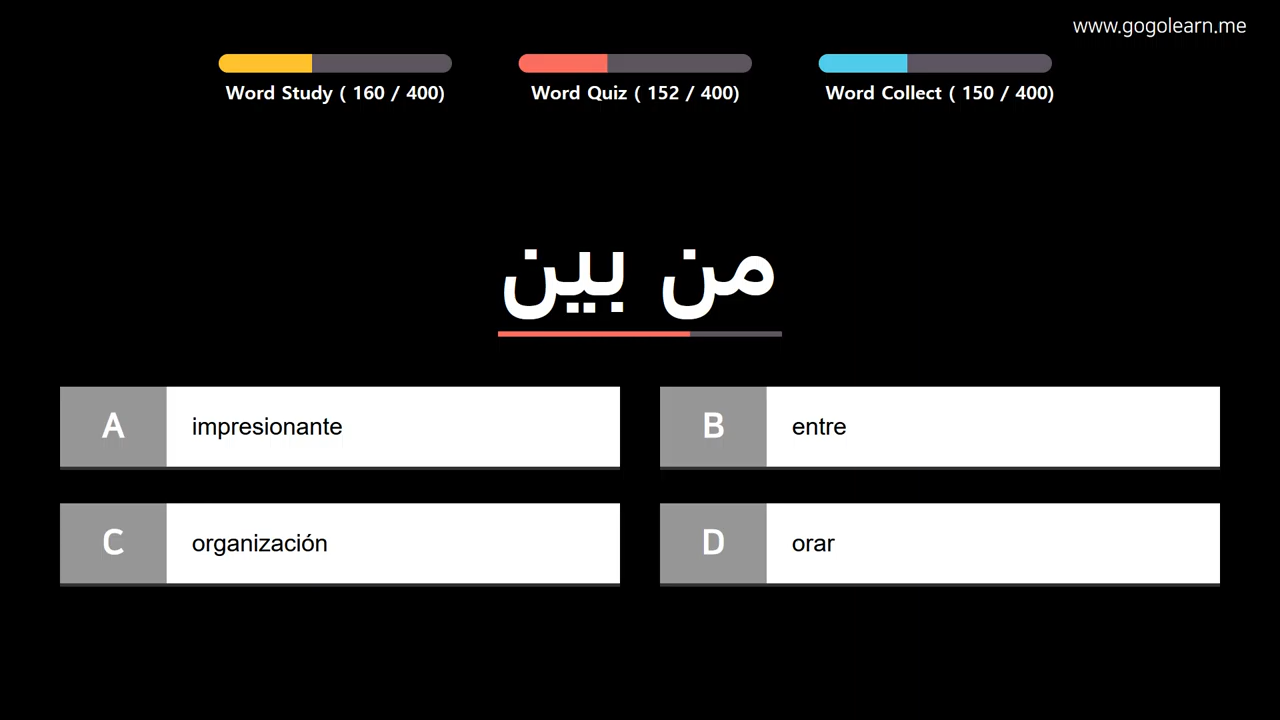 www.gogolearn.me
Word Study ( 160 / 400)
Word Quiz ( 152 / 400)
Word Collect ( 150 / 400)
من بين
A impresionante
B entre
C organización
D orar